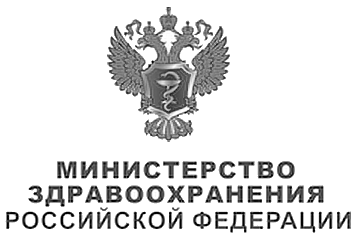 МИНИСТЕРСТВО
ЗДРАВООХРАНЕНИЯ
РОССИЙСКОЙ ФЕДЕРАЦИИ